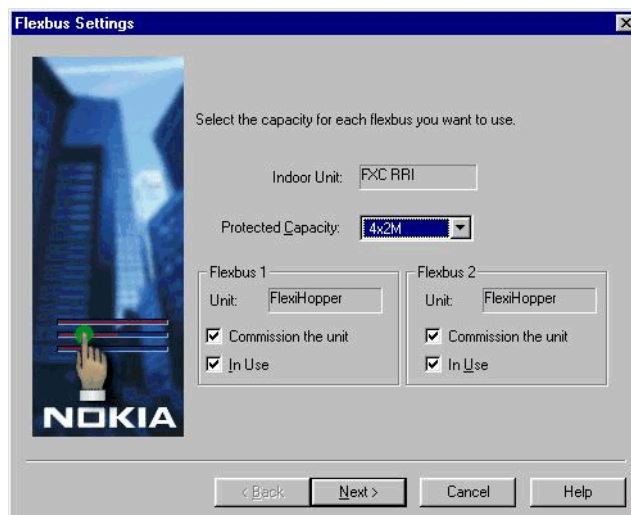 Flexbus Settings
Select the capacity for each flexbus you want to use.
Indoor Unit: FXC RRI
Protected Capacity: 4x2M
Flexbus 1
Unit: FlexiHopper
Commission the unit
In Use
Flexbus 2
Unit: FlexiHopper
Commission the unit
In Use
NOKIA
< Back
Next >
Cancel
Help